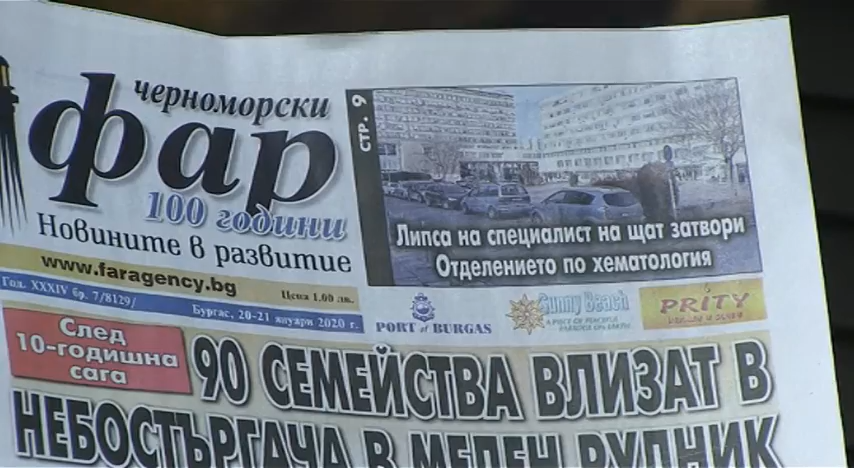 черноморски
фар
100 години
Новините в развитие
www.faragency.bg
Цена 1,00 лв.
Год. XXXIV бр. 7/8129/
Бургас, 20-21 януари 2020 г.
СТР. 9
Липса на специалист на щат затвори
Отделението по хематология
PORT of BURGAS
Sunny Beach
PRITY
След
10-годишна
сага
90 СЕМЕЙСТВА ВЛИЗАТ В
НЕБОСТЪРГАЧА В МЕДЕН РУДНИК